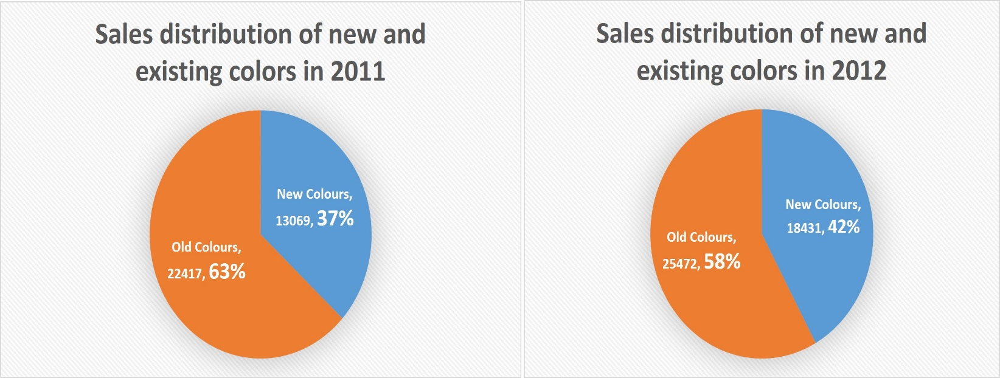 Sales distribution of new and
existing colors in 2011
New Colours,
13069, 37%
Old Colours,
22417, 63%
Sales distribution of new and
existing colors in 2012
New Colours,
18431, 42%
Old Colours,
25472, 58%